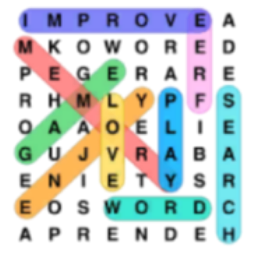 I M P R O V E A
M K O W O R E D
P E G E R A R E
R H M L Y P F S
O A A O E L I E
G U J V R A B A
E N I E T Y S R
E O S W O R D C
A P R E N D E H